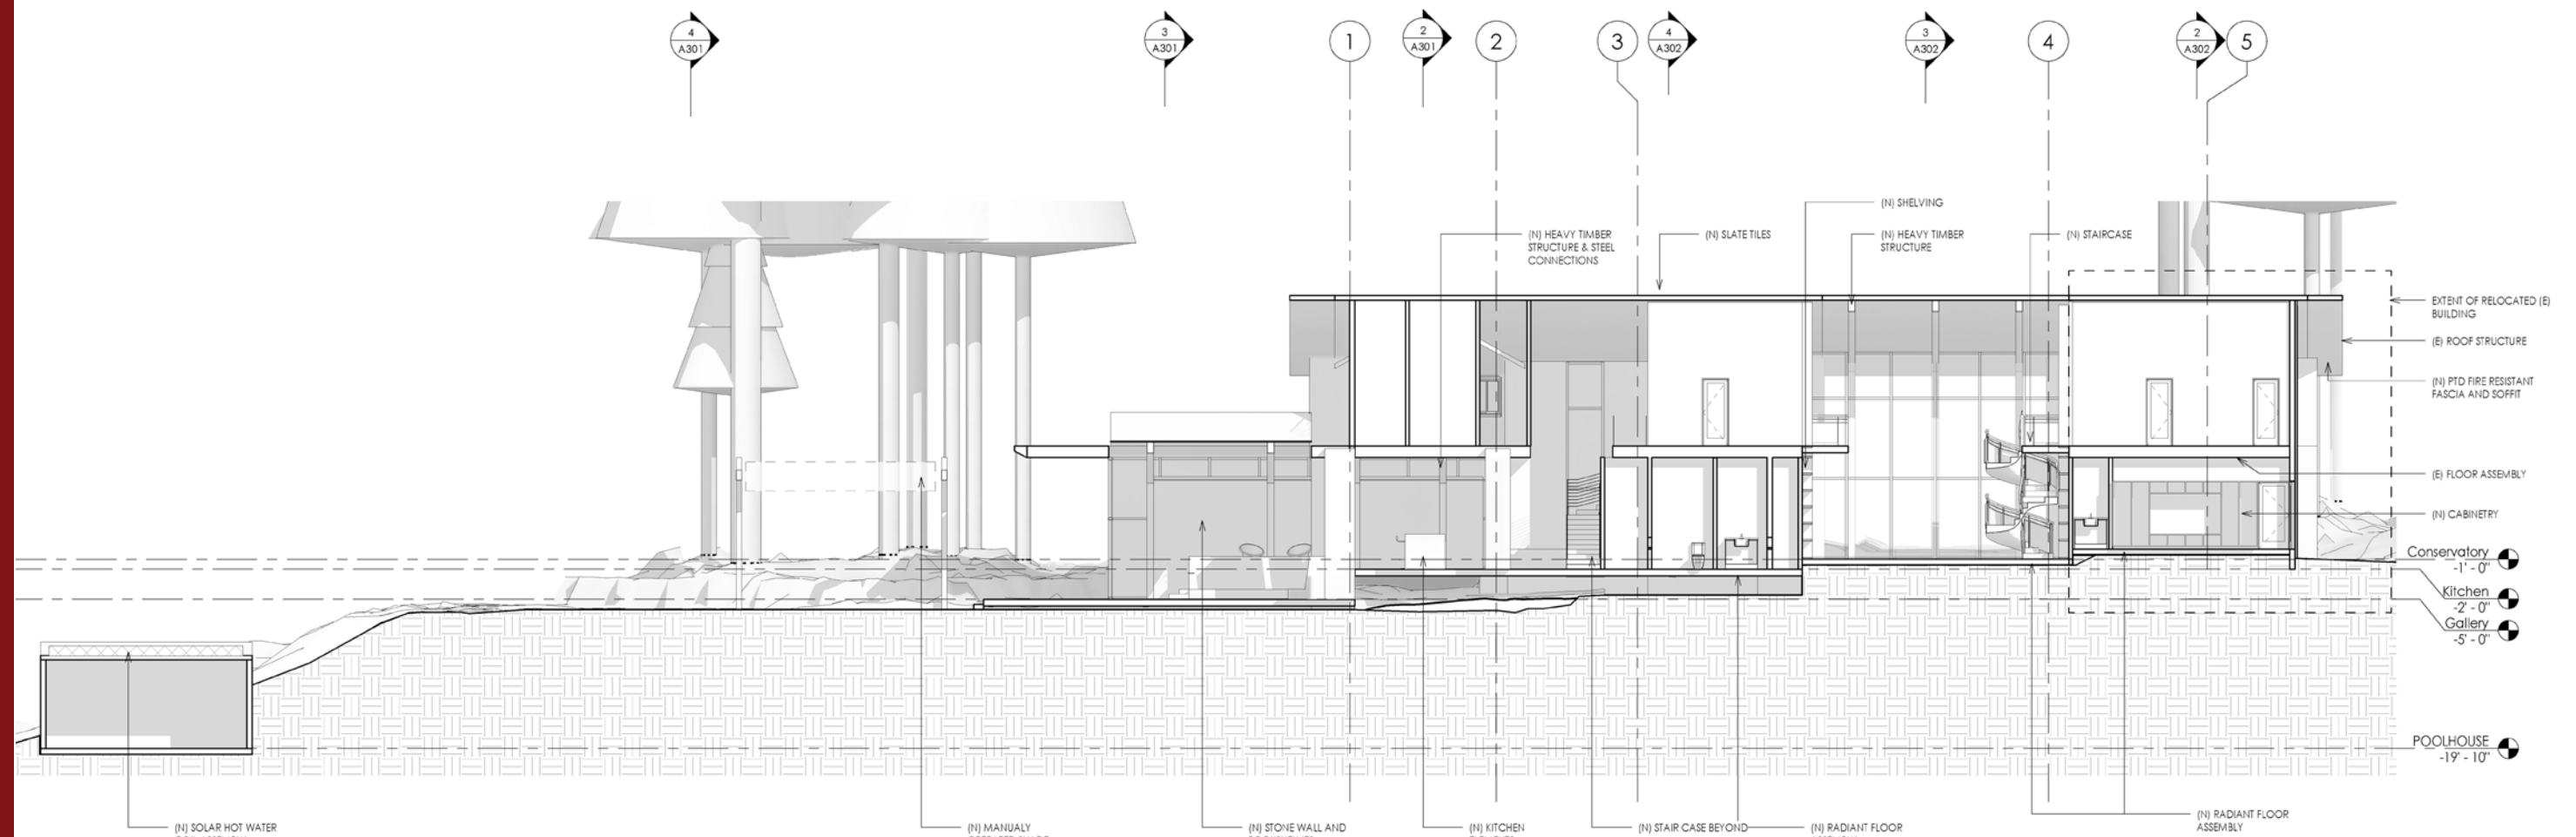 4
A301
3
A301
1
2
A301
2
3
4
A302
3
A302
4
2
A302
5
(N) SHELVING
(N) HEAVY TIMBER
STRUCTURE & STEEL
CONNECTIONS
(N) SLATE TILES
(N) HEAVY TIMBER
STRUCTURE
(N) STAIRCASE
EXTENT OF RELOCATED (E)
BUILDING
(E) ROOF STRUCTURE
(N) PTD FIRE RESISTANT
FASCIA AND SOFFIT
(E) FLOOR ASSEMBLY
(N) CABINETRY
Conservatory
-1' - 0"
Kitchen
-2' - 0"
Gallery
-5' - 0"
POOLHOUSE
-19' - 10"
(N) SOLAR HOT WATER
(N) MANUALY
(N) STONE WALL AND
(N) KITCHEN
(N) STAIR CASE BEYOND
(N) RADIANT FLOOR
(N) RADIANT FLOOR
ASSEMBLY